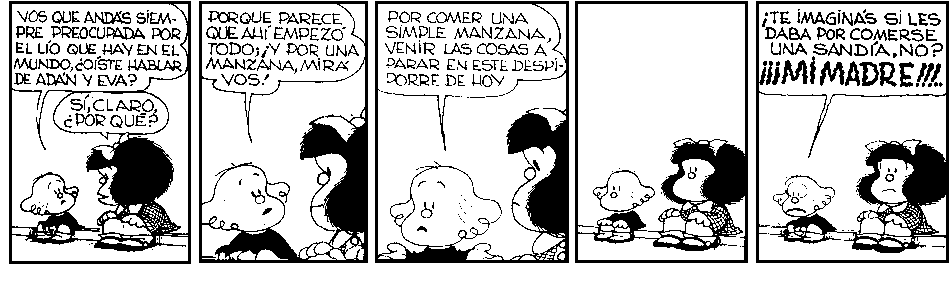 VOS QUE ANDÁS SIEM-
PRE PREOCUPADA POR
EL LÍO QUE HAY EN EL
MUNDO, ¿OÍSTE HABLAR
DE ADÁN Y EVA?
SÍ, CLARO,
¿POR QUÉ?
PORQUE PARECE
QUE AHÍ EMPEZÓ
TODO; ¡Y POR UNA
MANZANA, MIRÁ
VOS!
POR COMER UNA
SIMPLE MANZANA,
VENIR LAS COSAS A
PARAR EN ESTE DESPI-
PORRE DE HOY
¿TE IMAGINÁS SI LES
DABA POR COMERSE
UNA SANDÍA, NO?
¡¡¡MI MADRE!!!